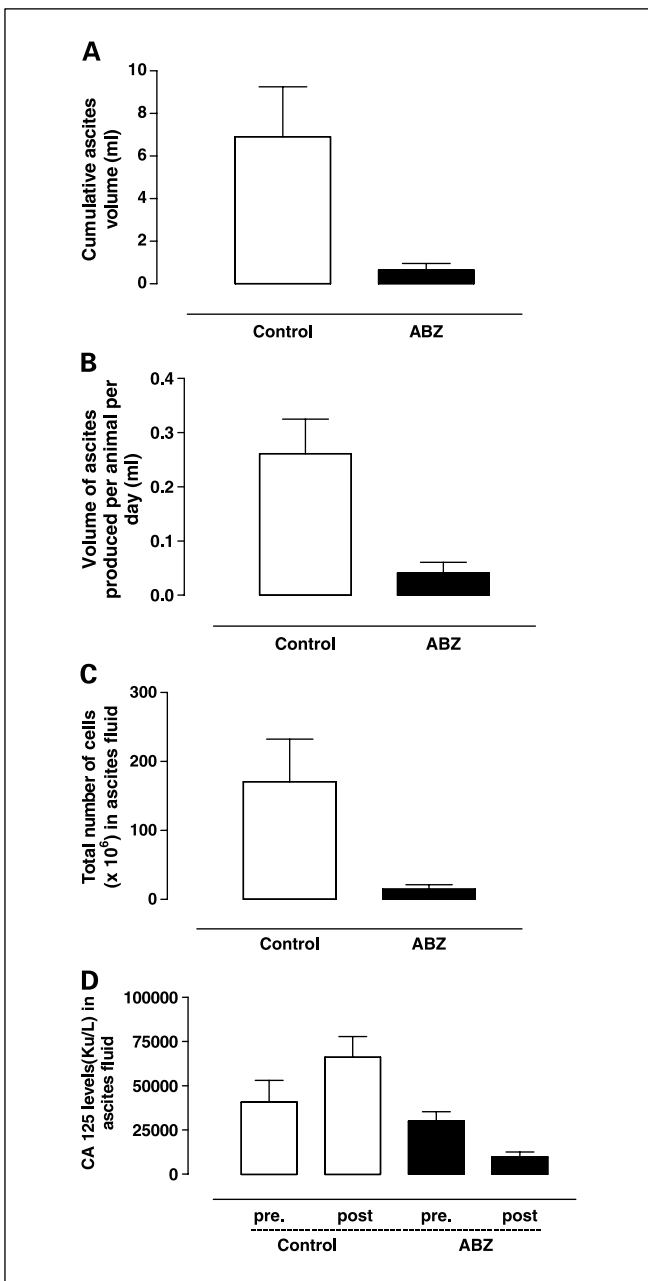 A
Cumulative ascites
volume (ml)
10
8
6
4
2
0
Control ABZ
B
Volume of ascites
produced per animal per
day (ml)
0.4
0.3
0.2
0.1
0.0
Control ABZ
C
Total number of cells
(x 10⁶) in ascites fluid
300
200
100
0
Control ABZ
D
CA 125 levels(Ku/L) in
ascites fluid
100000
75000
50000
25000
0
pre. post pre. post
Control ABZ